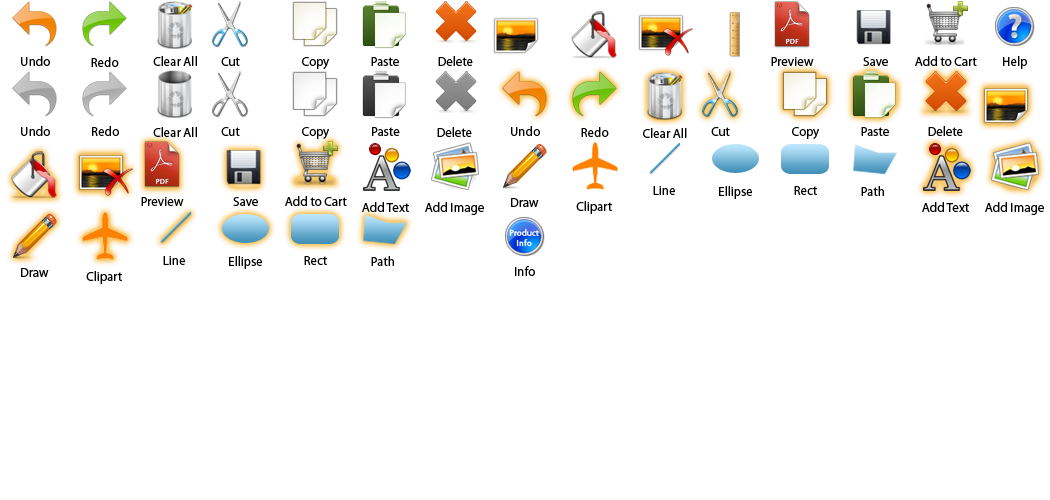 Undo Redo Clear All Cut Copy Paste Delete PDF Preview Save Add to Cart Help
Undo Redo Clear All Cut Copy Paste Delete Undo Redo Clear All Cut Copy Paste Delete
PDF Preview Save Add to Cart Add Text Add Image Draw Clipart Line Ellipse Rect Path Add Text Add Image
Draw Clipart Line Ellipse Rect Path Product Info Info